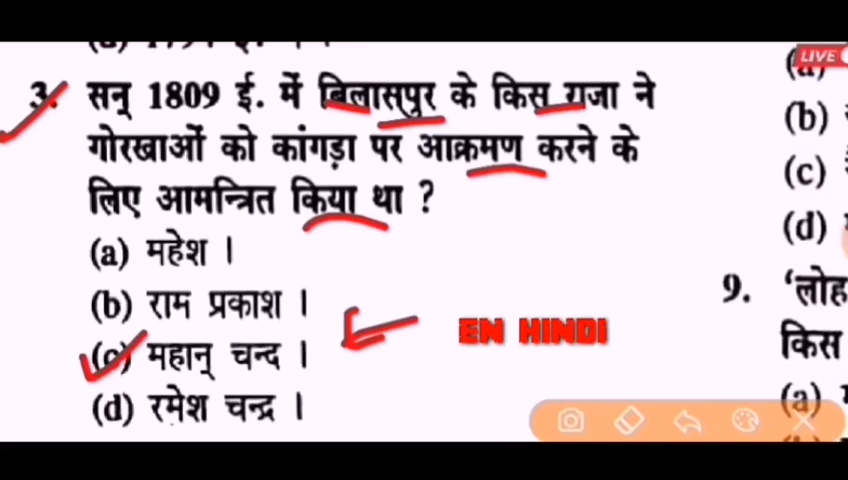 LIVE
3. सन् 1809 ई. में बिलासपुर के किस राजा ने
गोरखाओं को कांगड़ा पर आक्रमण करने के
लिए आमन्त्रित किया था ?
(a) महेश ।
(b) राम प्रकाश ।
(c) महान् चन्द ।
(d) रमेश चन्द्र ।
EN HINDI
(a)
(b)
(c)
(d)
9. ‘लोह
किस
(a)